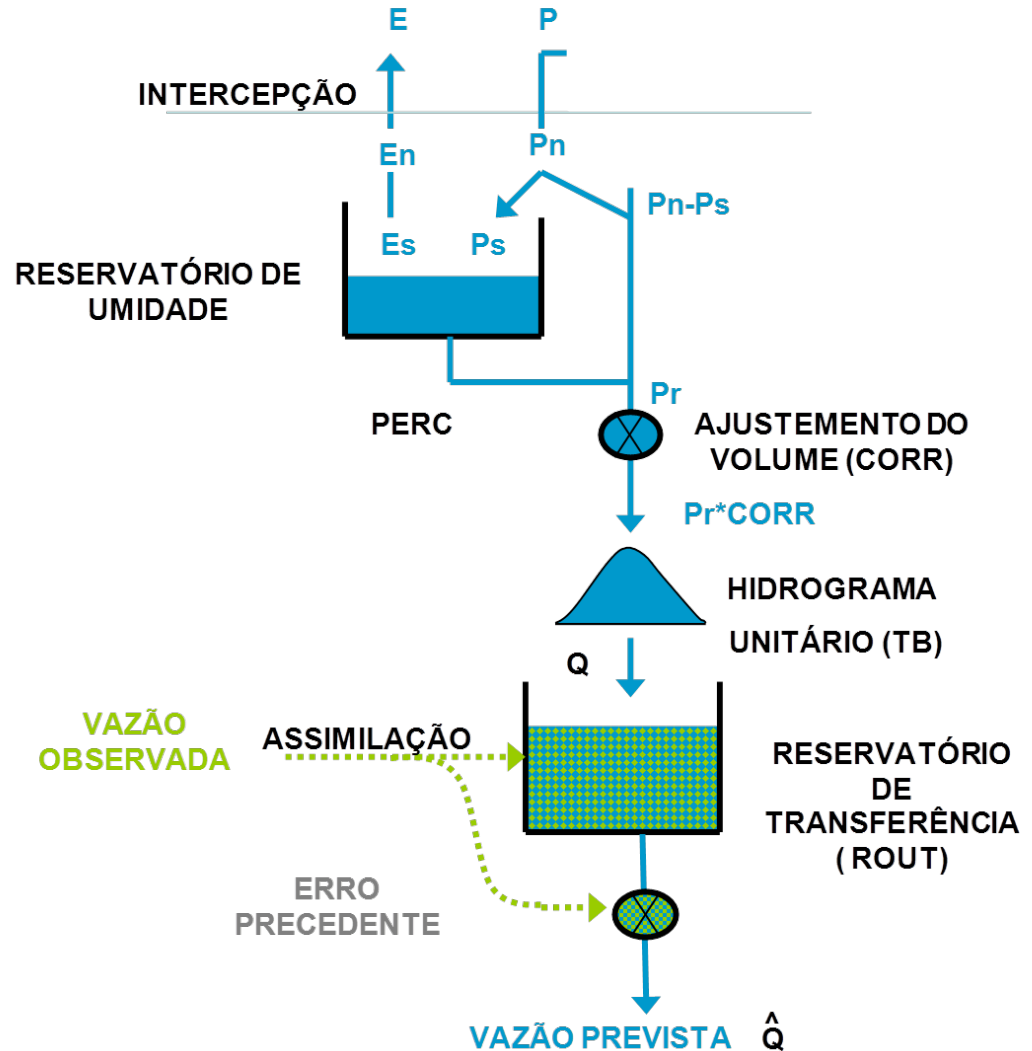 E
P
INTERCEPÇÃO
En
Pn
Pn-Ps
Es
Ps
RESERVATÓRIO DE
UMIDADE
Pr
PERC
AJUSTEMENTO DO
VOLUME (CORR)
Pr*CORR
HIDROGRAMA
UNITÁRIO (TB)
Q
VAZÃO
OBSERVADA
ASSIMILAÇÃO
RESERVATÓRIO
DE
TRANSFERÊNCIA
( ROUT)
ERRO
PRECEDENTE
VAZÃO PREVISTA Q̂